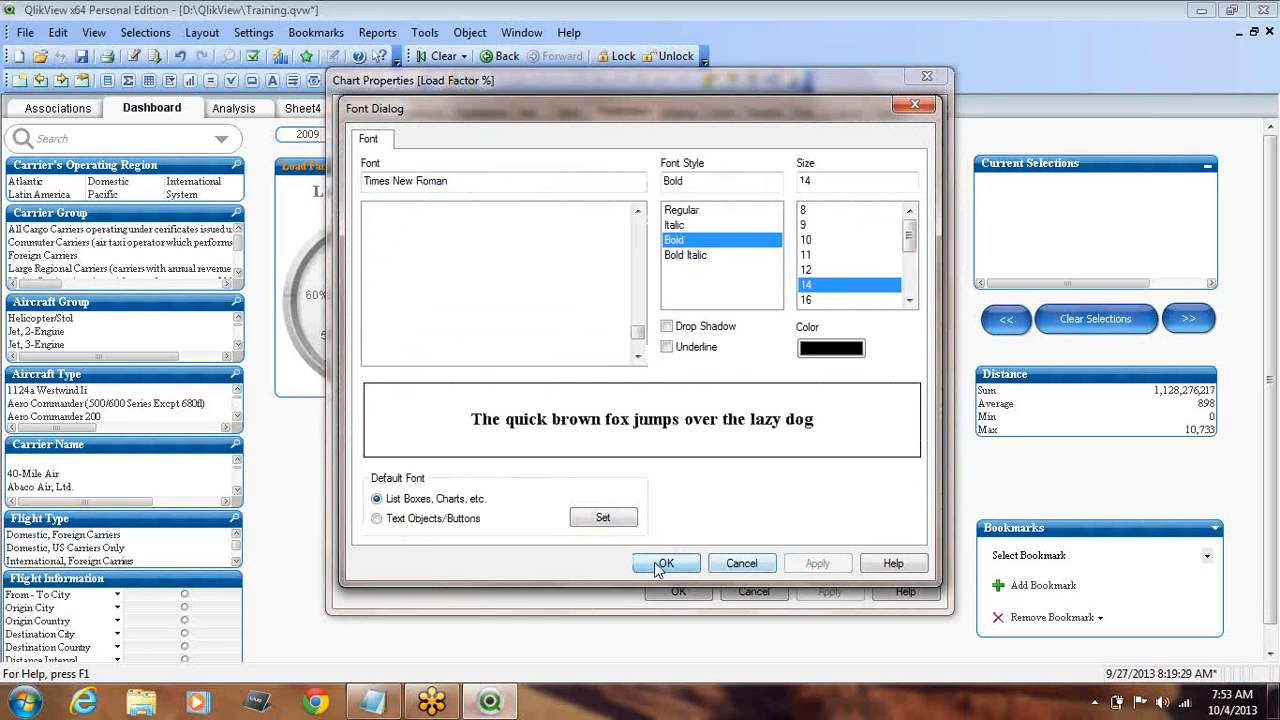 QlikView x64 Personal Edition - [D:\QlikView\Training.qvw*]
File Edit View Selections Layout Settings Bookmarks Reports Tools Object Window Help
Clear Back Forward Lock Unlock
Associations Dashboard Analysis Sheet4
Search
2009
Carrier's Operating Region
Atlantic Domestic International
Latin America Pacific System
Carrier Group
All Cargo Carriers operating under certificates issued u
Commuter Carriers (air taxi operator which performs
Foreign Carriers
Large Regional Carriers (carriers with annual revenue
Aircraft Group
Helicopter/Stol
Jet, 2-Engine
Jet, 3-Engine
Aircraft Type
1124a Westwind Ii
Aero Commander (500/600 Series Excpt 680fl)
Aero Commander 200
Carrier Name
40-Mile Air
Abaco Air, Ltd.
Flight Type
Domestic, Foreign Carriers
Domestic, US Carriers Only
International, Foreign Carriers
Flight Information
From - To City
Origin City
Origin Country
Destination City
Destination Country
Distance Interval
Load Fac
L
60%
5
Chart Properties [Load Factor %]
Font Dialog
Font
Font Font Style Size
Times New Roman Bold 14
Regular 8
Italic 9
Bold 10
Bold Italic 11
12
14
16
Drop Shadow Color
Underline
The quick brown fox jumps over the lazy dog
Default Font
List Boxes, Charts, etc.
Text Objects/Buttons Set
OK Cancel Apply Help
OK Cancel Apply Help
Current Selections
<< Clear Selections >>
Distance
Sum 1,128,276,217
Average 898
Min 0
Max 10,733
Bookmarks
Select Bookmark
Add Bookmark
Remove Bookmark
For Help, press F1 9/27/2013 8:19:29 AM*
7:53 AM
10/4/2013